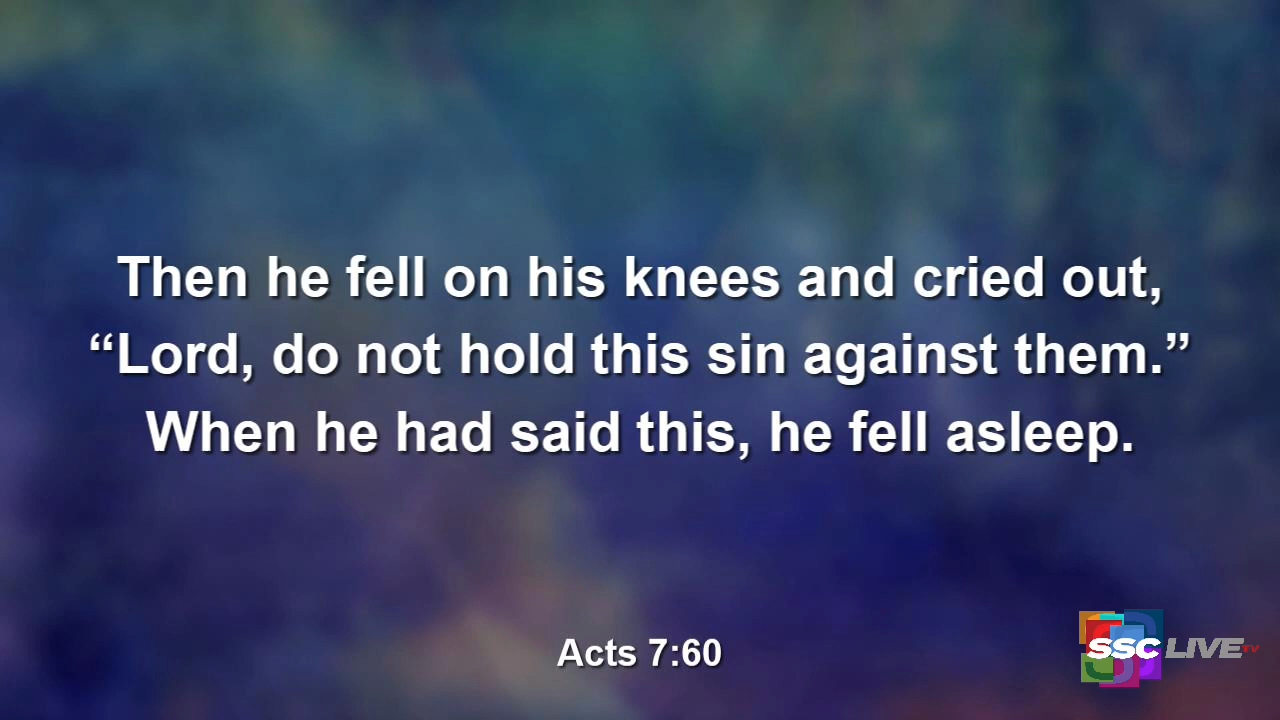 Then he fell on his knees and cried out,
“Lord, do not hold this sin against them.”
When he had said this, he fell asleep.
Acts 7:60
SSC LIVE TV